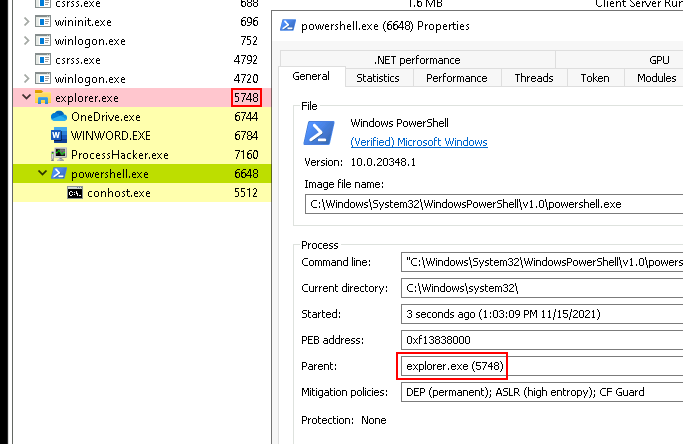 csrss.exe 688 1.6 MB Client Server Run
wininit.exe 696
winlogon.exe 772
csrss.exe 4792
winlogon.exe 4720
explorer.exe 5748
OneDrive.exe 6744
WINWORD.EXE 6784
ProcessHacker.exe 7160
powershell.exe 6648
C:\. conhost.exe 5512
powershell.exe (6648) Properties
.NET performance GPU
General Statistics Performance Threads Token Modules
File
Windows PowerShell
(Verified) Microsoft Windows
Version: 10.0.20348.1
Image file name:
C:\Windows\System32\WindowsPowerShell\v1.0\powershell.exe
Process
Command line: "C:\Windows\System32\WindowsPowerShell\v1.0\powers
Current directory: C:\Windows\system32\
Started: 3 seconds ago (1:03:09 PM 11/15/2021)
PEB address: 0xf13838000
Parent: explorer.exe (5748)
Mitigation policies: DEP (permanent); ASLR (high entropy); CF Guard
Protection: None